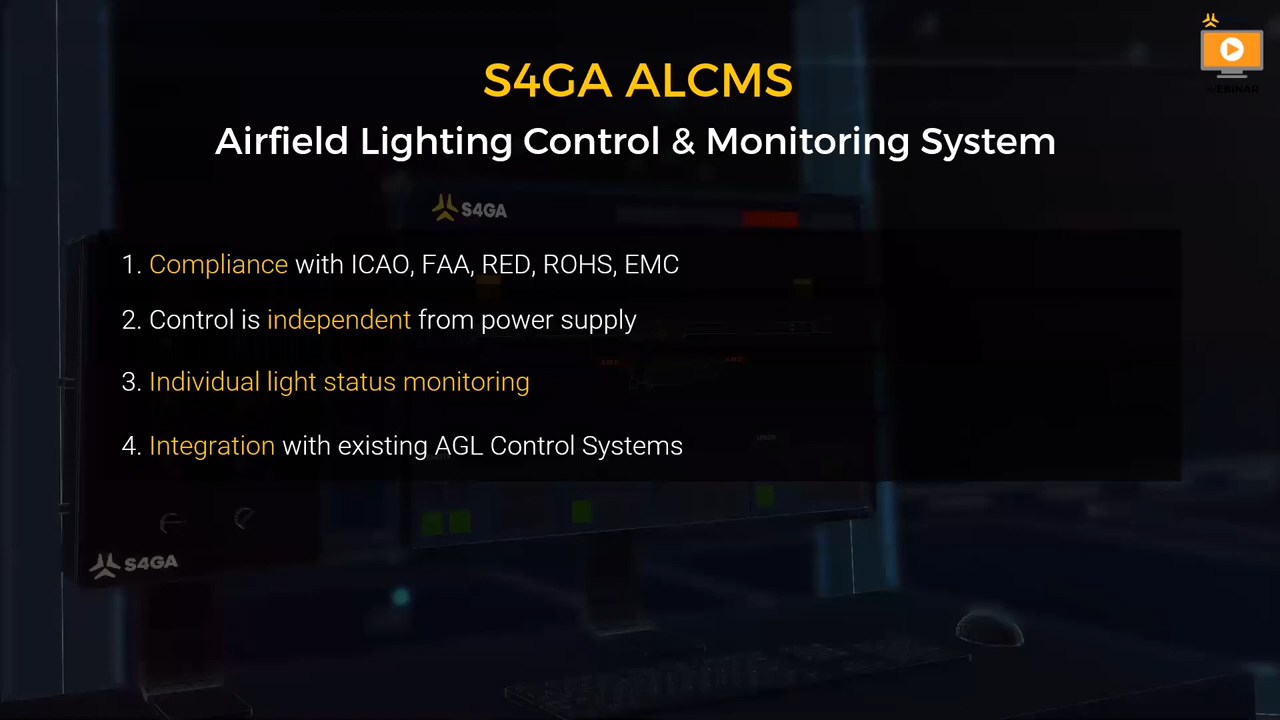 S4GA ALCMS
Airfield Lighting Control & Monitoring System
S4GA
1. Compliance with ICAO, FAA, RED, ROHS, EMC
2. Control is independent from power supply
3. Individual light status monitoring
4. Integration with existing AGL Control Systems
S4GA
WEBINAR